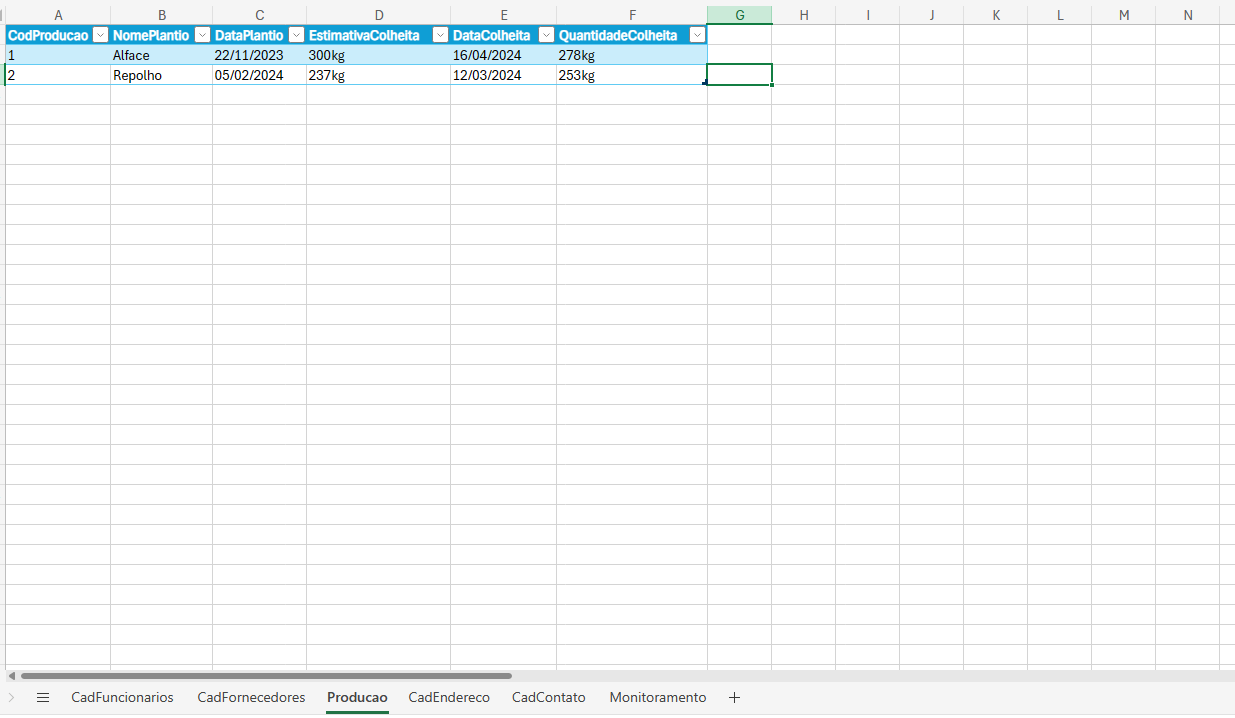 A B C D E F G H I J K L M N
CodProducao NomePlantio DataPlantio EstimativaColheita DataColheita QuantidadeColheita
1 Alface 22/11/2023 300kg 16/04/2024 278kg
2 Repolho 05/02/2024 237kg 12/03/2024 253kg
CadFuncionarios CadFornecedores Producao CadEndereco CadContato Monitoramento +